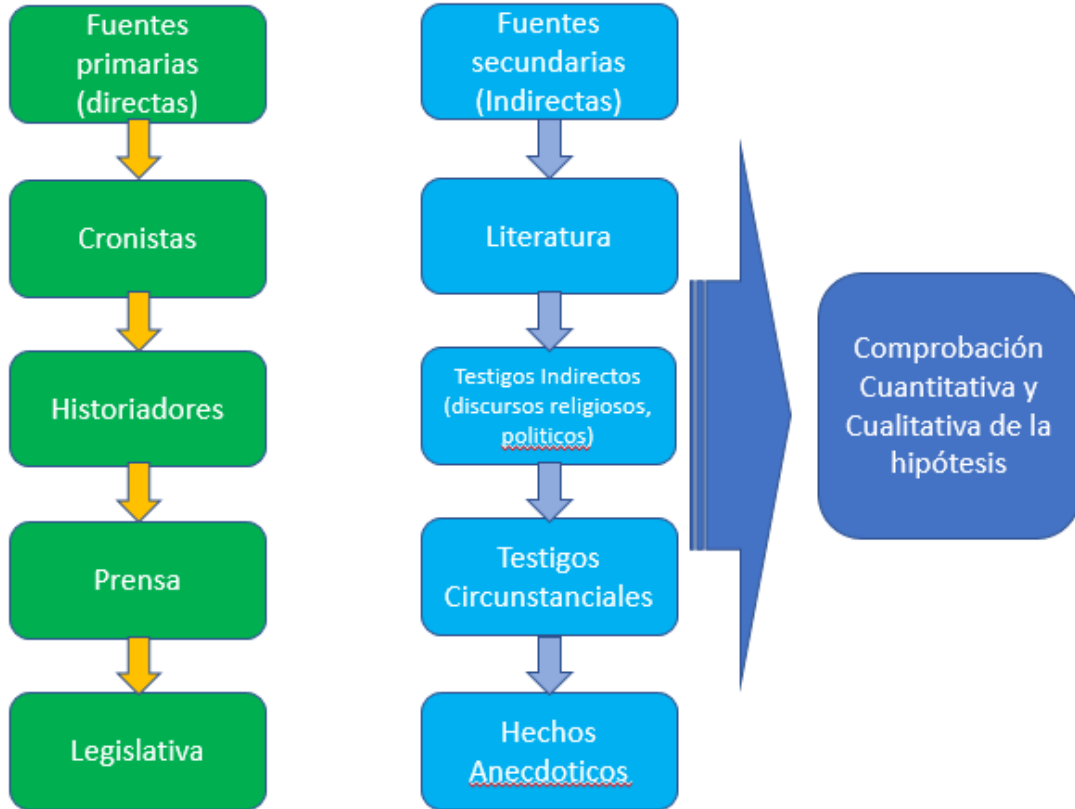 Fuentes
primarias
(directas)
Cronistas
Historiadores
Prensa
Legislativa
Fuentes
secundarias
(Indirectas)
Literatura
Testigos Indirectos
(discursos religiosos,
politicos)
Testigos
Circunstanciales
Hechos
Anecdoticos
Comprobación
Cuantitativa y
Cualitativa de la
hipótesis